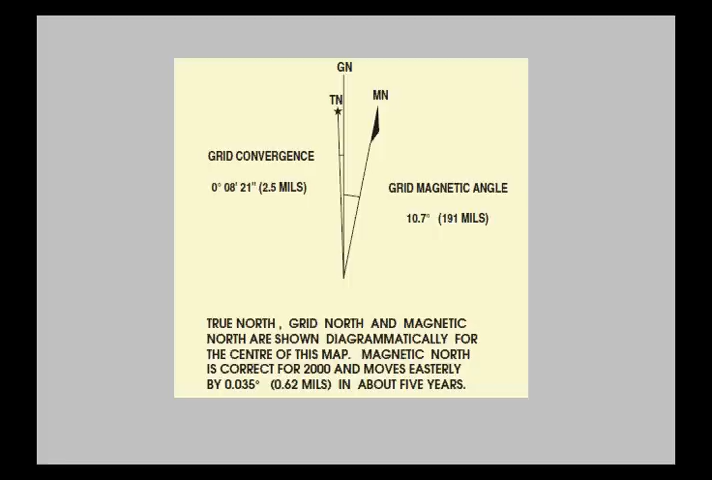 GN
TN
MN
GRID CONVERGENCE
0° 08' 21" (2.5 MILS)
GRID MAGNETIC ANGLE
10.7° (191 MILS)
TRUE NORTH , GRID NORTH AND MAGNETIC
NORTH ARE SHOWN DIAGRAMMATICALLY FOR
THE CENTRE OF THIS MAP. MAGNETIC NORTH
IS CORRECT FOR 2000 AND MOVES EASTERLY
BY 0.035° (0.62 MILS) IN ABOUT FIVE YEARS.